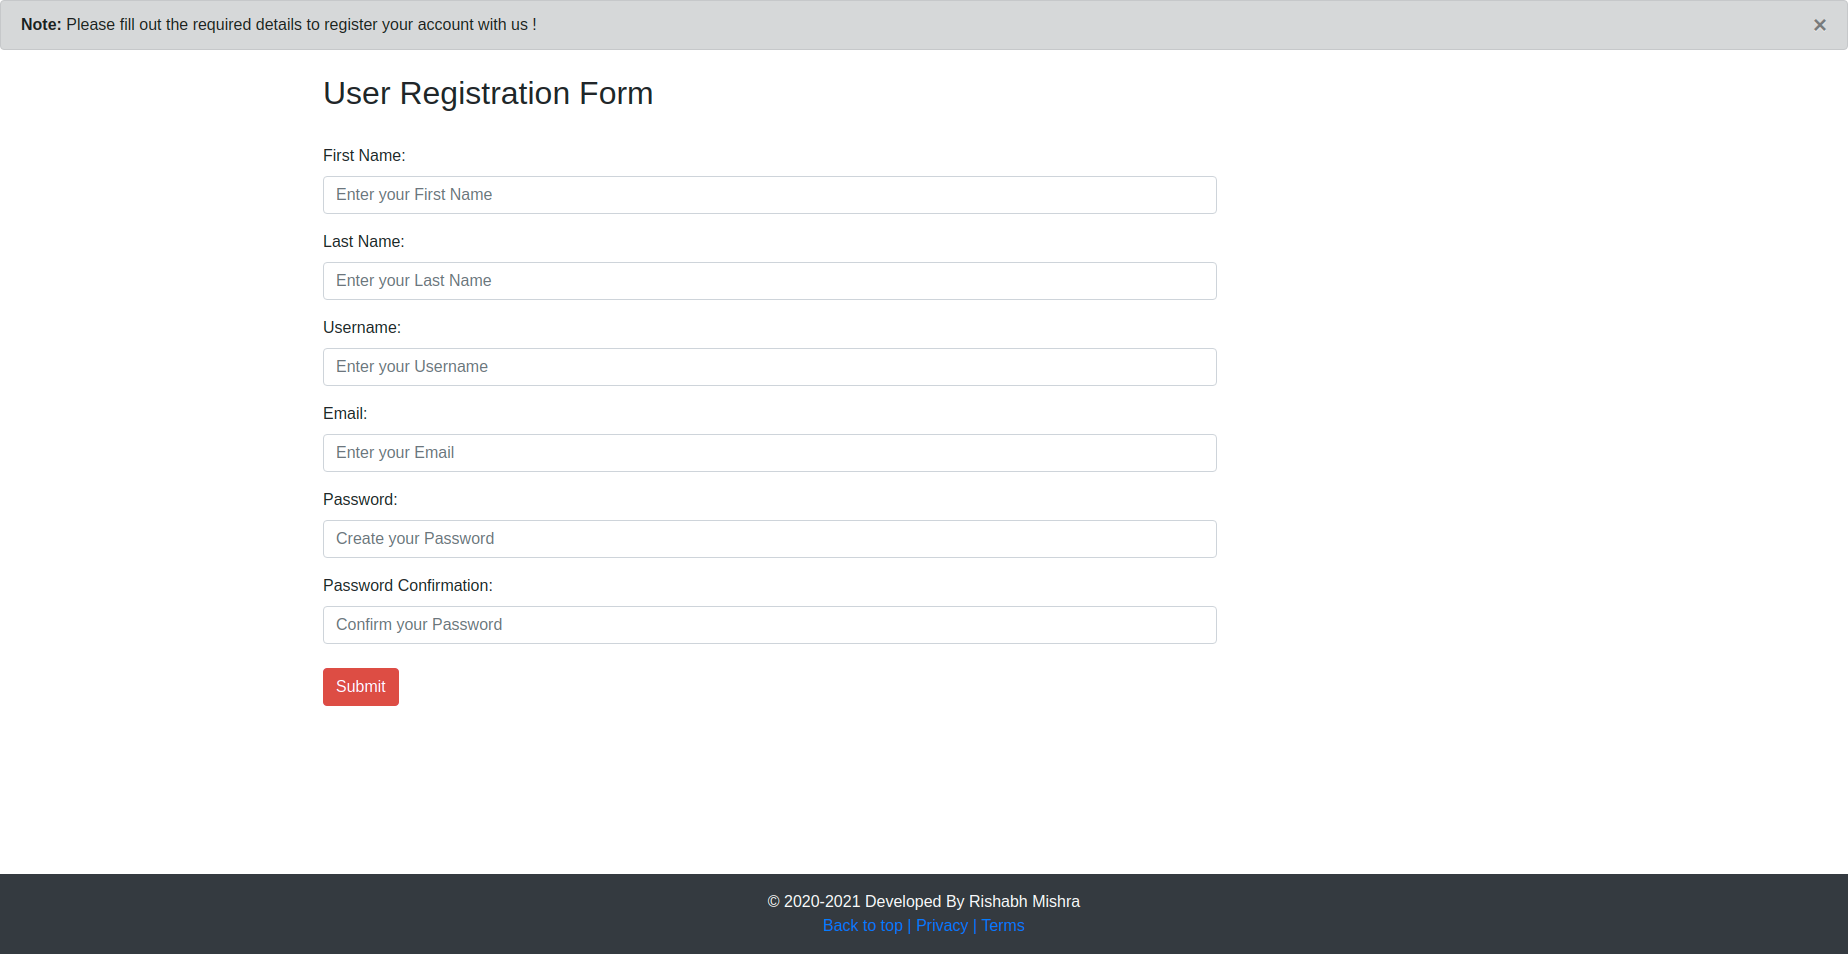 Note: Please fill out the required details to register your account with us !
×
User Registration Form
First Name:
Enter your First Name
Last Name:
Enter your Last Name
Username:
Enter your Username
Email:
Enter your Email
Password:
Create your Password
Password Confirmation:
Confirm your Password
Submit
© 2020-2021 Developed By Rishabh Mishra
Back to top | Privacy | Terms